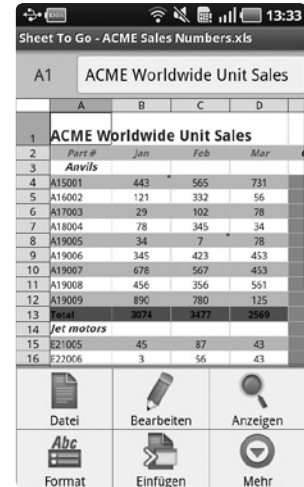 13:33
Sheet To Go - ACME Sales Numbers.xls
A1 ACME Worldwide Unit Sales
A B C D
1 ACME Worldwide Unit Sales
2 Part # Jan Feb Mar
3 Anvils
4 A15001 443 565 731
5 A16002 121 332 56
6 A17003 29 102 78
7 A18004 78 345 34
8 A19005 34 7 78
9 A19006 345 423 453
10 A19007 678 567 453
11 A19008 456 356 561
12 A19009 890 780 125
13 Total 3074 3477 2569
14 Jet motors
15 E21005 45 87 43
16 E22006 3 56 43
Datei Bearbeiten Anzeigen
Abc
Format Einfügen Mehr